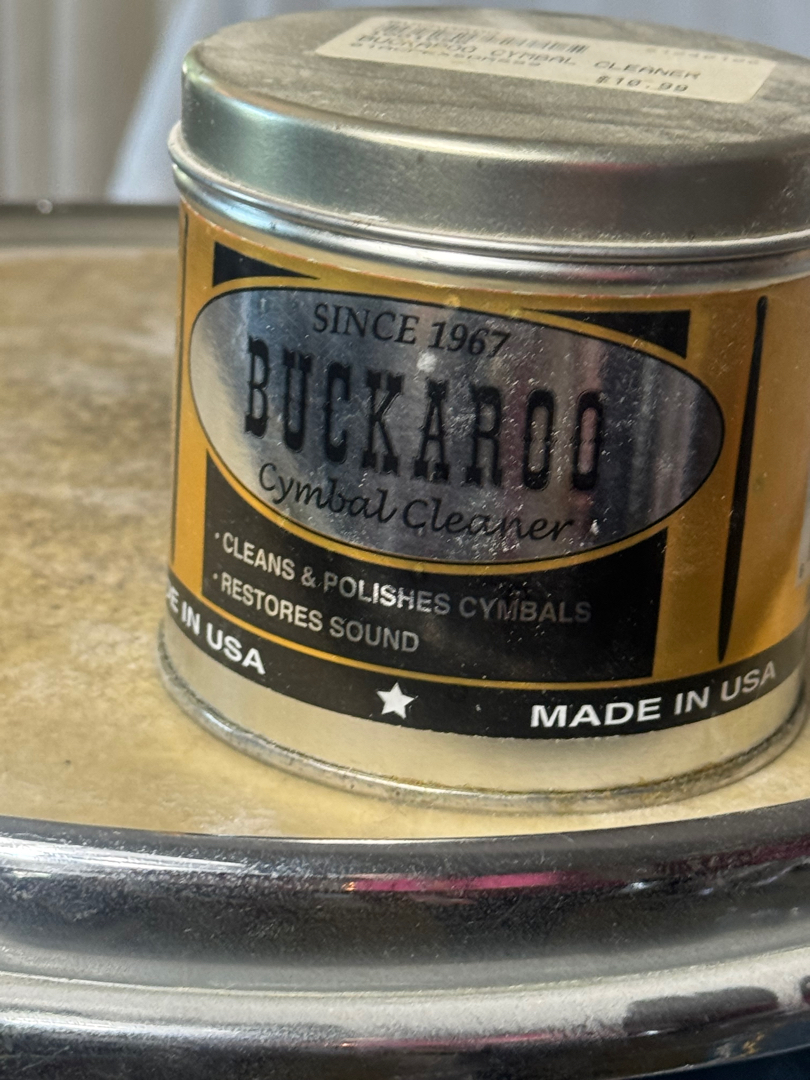 BUCKAROO CYMBAL CLEANER
$10.99
SINCE 1967
BUCKAROO
Cymbal Cleaner
· CLEANS & POLISHES CYMBALS
· RESTORES SOUND
E IN USA
MADE IN USA